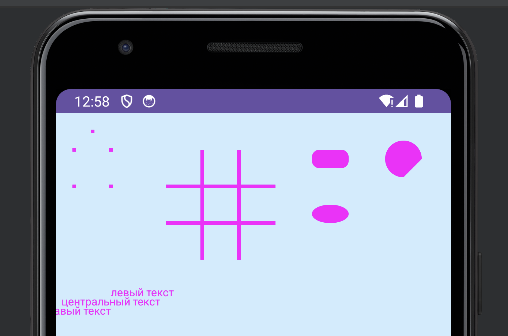 12:58
левый текст
центральный текст
авый текст